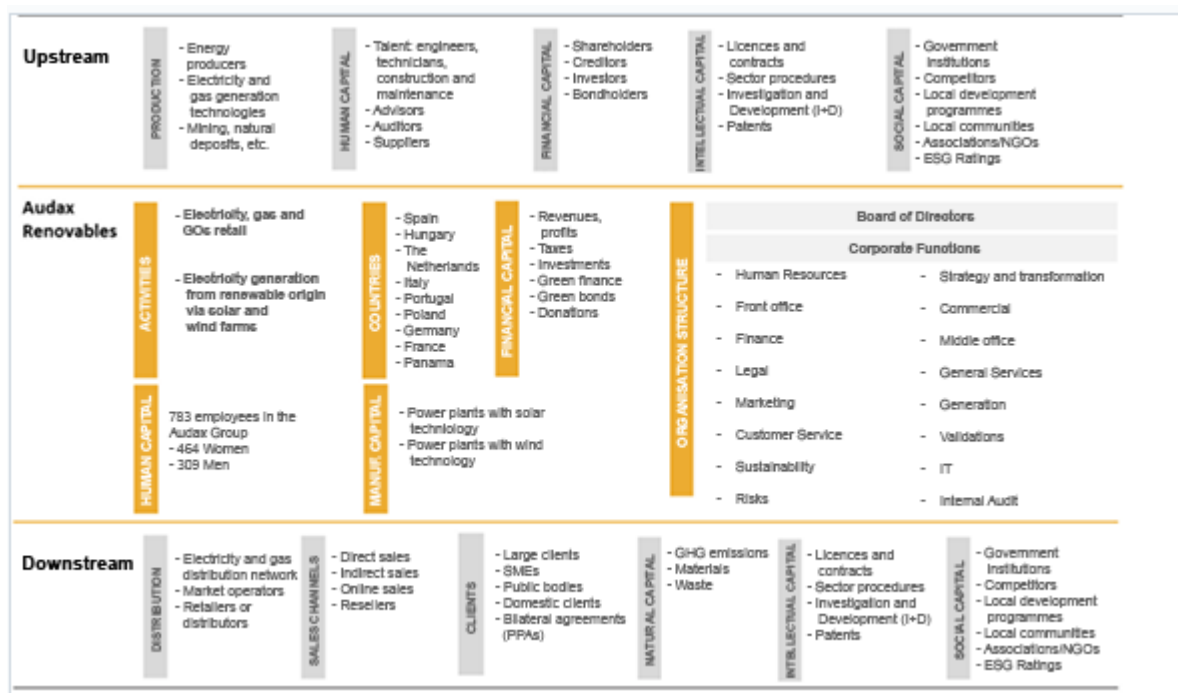 Upstream
PRODUCTION
- Energy
producers
- Electricity and
gas generation
technologies
- Mining, natural
deposits, etc.
HUMAN CAPITAL
- Talent: engineers,
technicians,
construction and
maintenance
- Advisors
- Auditors
- Suppliers
FINANCIAL CAPITAL
- Shareholders
- Creditors
- Investors
- Bondholders
INTELLECTUAL CAPITAL
- Licences and
contracts
- Sector procedures
- Investigation and
Development (I+D)
- Patents
SOCIAL CAPITAL
- Government
Institutions
- Competitors
- Local development
programmes
- Local communities
- Associations/NGOs
- ESG Ratings
Audax
Renovables
ACTIVITIES
- Electricity, gas and
GOs retail
- Electricity generation
from renewable origin
via solar and
wind farms
COUNTRIES
- Spain
- Hungary
- The
Netherlands
- Italy
- Portugal
- Poland
- Germany
- France
- Panama
FINANCIAL CAPITAL
- Revenues,
profits
- Taxes
- Investments
- Green finance
- Green bonds
- Donations
ORGANISATION STRUCTURE
Board of Directors
Corporate Functions
- Human Resources
- Front office
- Finance
- Legal
- Marketing
- Customer Service
- Sustainability
- Risks
- Strategy and transformation
- Commercial
- Middle office
- General Services
- Generation
- Validations
- IT
- Internal Audit
HUMAN CAPITAL
783 employees in the
Audax Group
- 464 Women
- 309 Men
MANUF. CAPITAL
- Power plants with solar
technology
- Power plants with wind
technology
Downstream
DISTRIBUTION
- Electricity and gas
distribution network
- Market operators
- Retailers or
distributors
SALES CHANNELS
- Direct sales
- Indirect sales
- Online sales
- Resellers
CLIENTS
- Large clients
- SMEs
- Public bodies
- Domestic clients
- Bilateral agreements
(PPAs)
NATURAL CAPITAL
- GHG emissions
- Materials
- Waste
INTELLECTUAL CAPITAL
- Licences and
contracts
- Sector procedures
- Investigation and
Development (I+D)
- Patents
SOCIAL CAPITAL
- Government
Institutions
- Competitors
- Local development
programmes
- Local communities
- Associations/NGOs
- ESG Ratings